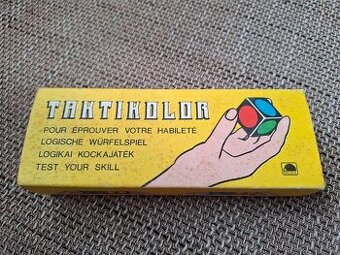 TAKTIKOLOR
POUR ÉPROUVER VOTRE HABILETÉ
LOGISCHE WÜRFELSPIEL
LOGIKAI KOCKAJÁTÉK
TEST YOUR SKILL